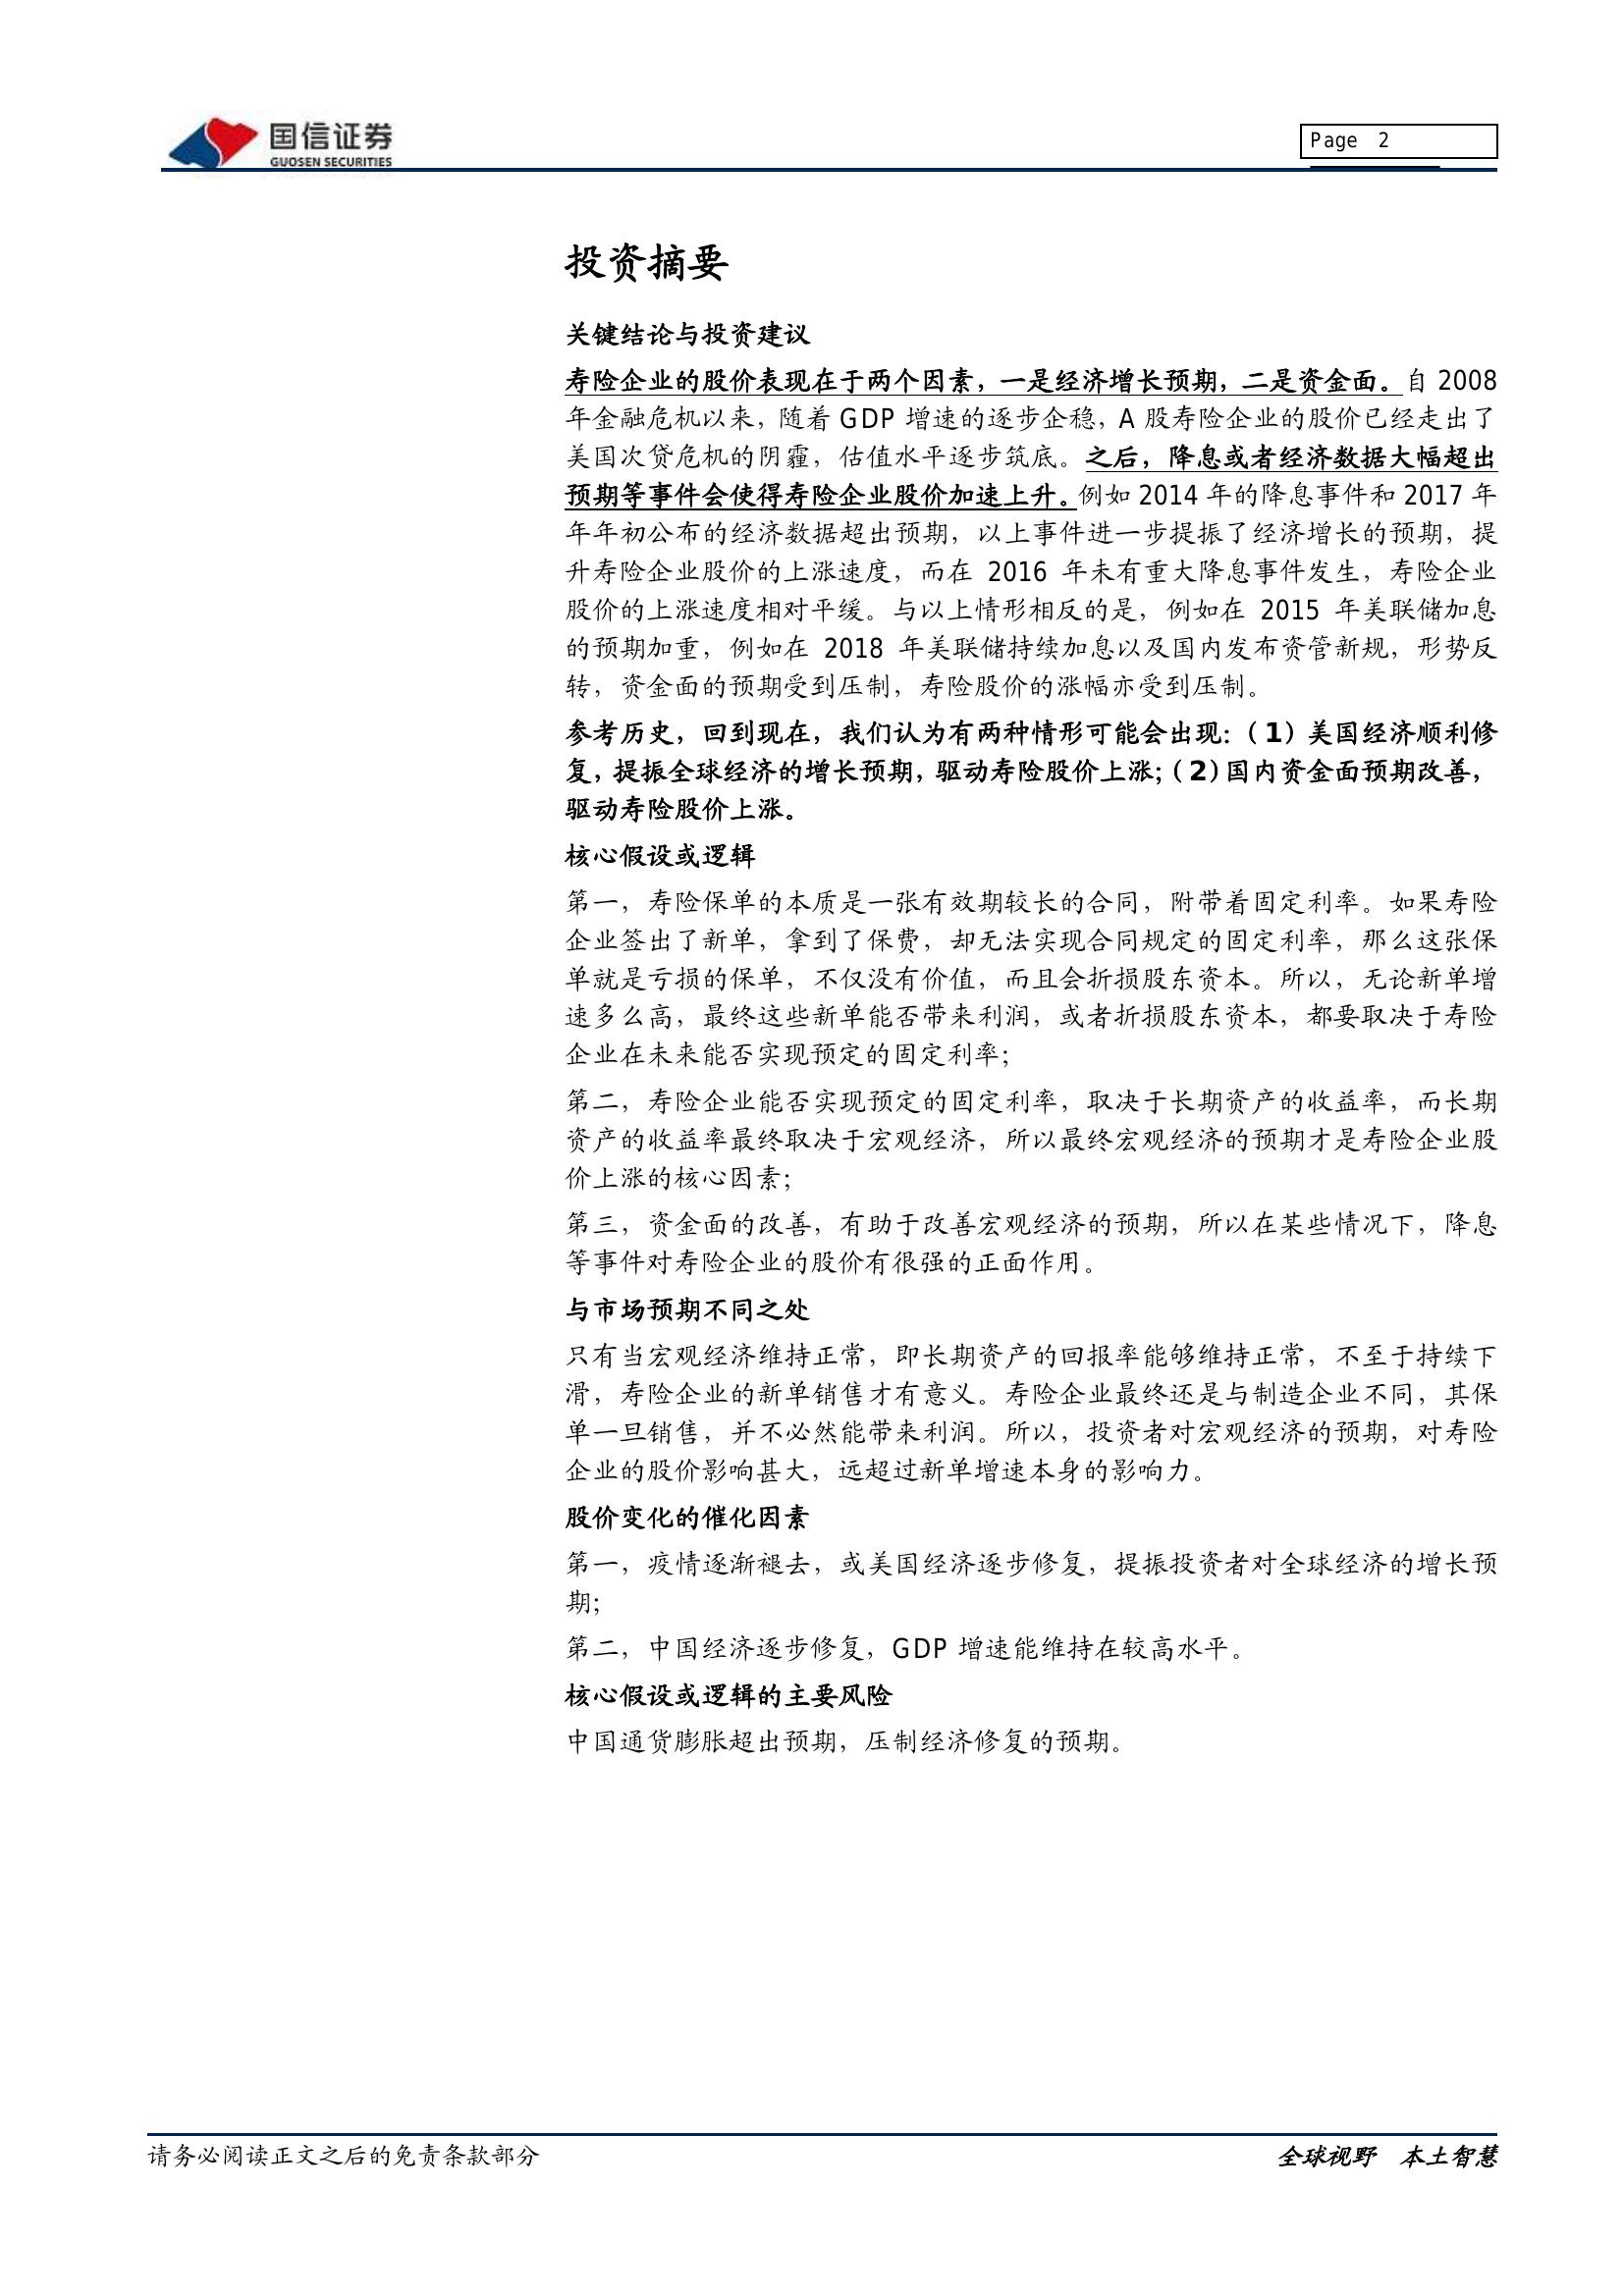 国信证券
GUOSEN SECURITIES
Page 2
投资摘要
关键结论与投资建议
寿险企业的股价表现在于两个因素，一是经济增长预期，二是资金面。自 2008
年金融危机以来，随着 GDP 增速的逐步企稳，A 股寿险企业的股价已经走出了
美国次贷危机的阴霾，估值水平逐步筑底。之后，降息或者经济数据大幅超出
预期等事件会使得寿险企业股价加速上升。例如 2014 年的降息事件和 2017 年
年年初公布的经济数据超出预期，以上事件进一步提振了经济增长的预期，提
升寿险企业股价的上涨速度，而在 2016 年未有重大降息事件发生，寿险企业
股价的上涨速度相对平缓。与以上情形相反的是，例如在 2015 年美联储加息
的预期加重，例如在 2018 年美联储持续加息以及国内发布资管新规，形势反
转，资金面的预期受到压制，寿险股价的涨幅亦受到压制。
参考历史，回到现在，我们认为有两种情形可能会出现：（1）美国经济顺利修
复，提振全球经济的增长预期，驱动寿险股价上涨；（2）国内资金面预期改善，
驱动寿险股价上涨。
核心假设或逻辑
第一，寿险保单的本质是一张有效期较长的合同，附带着固定利率。如果寿险
企业签出了新单，拿到了保费，却无法实现合同规定的固定利率，那么这张保
单就是亏损的保单，不仅没有价值，而且会折损股东资本。所以，无论新单增
速多么高，最终这些新单能否带来利润，或者折损股东资本，都要取决于寿险
企业在未来能否实现预定的固定利率；
第二，寿险企业能否实现预定的固定利率，取决于长期资产的收益率，而长期
资产的收益率最终取决于宏观经济，所以最终宏观经济的预期才是寿险企业股
价上涨的核心因素；
第三，资金面的改善，有助于改善宏观经济的预期，所以在某些情况下，降息
等事件对寿险企业的股价有很强的正面作用。
与市场预期不同之处
只有当宏观经济维持正常，即长期资产的回报率能够维持正常，不至于持续下
滑，寿险企业的新单销售才有意义。寿险企业最终还是与制造企业不同，其保
单一旦销售，并不必然能带来利润。所以，投资者对宏观经济的预期，对寿险
企业的股价影响甚大，远超过新单增速本身的影响力。
股价变化的催化因素
第一，疫情逐渐褪去，或美国经济逐步修复，提振投资者对全球经济的增长预
期；
第二，中国经济逐步修复，GDP 增速能维持在较高水平。
核心假设或逻辑的主要风险
中国通货膨胀超出预期，压制经济修复的预期。
请务必阅读正文之后的免责条款部分
全球视野 本土智慧